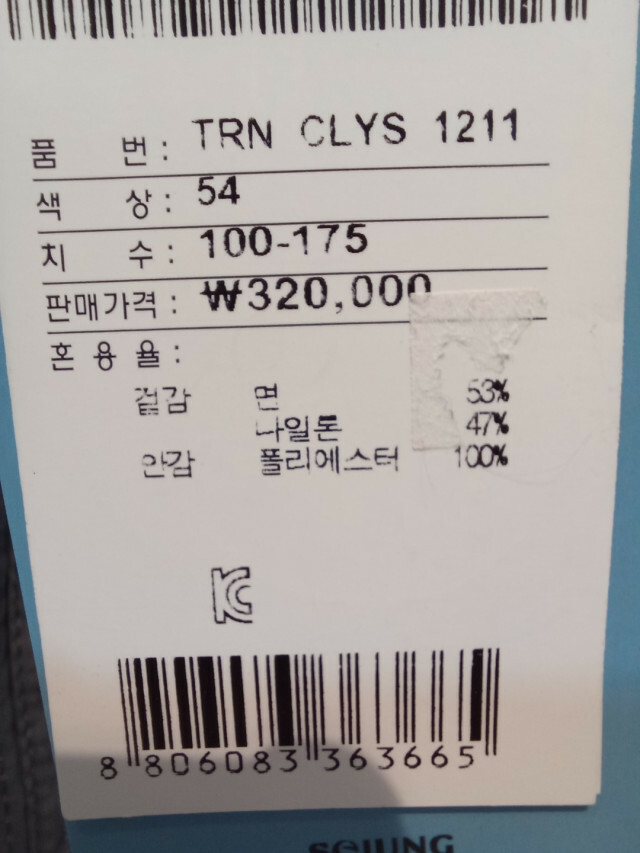 품 번 : TRN CLYS 1211
색 상 : 54
치 수 : 100-175
판매가격 : ₩320,000
혼 용 율 :
겉감 면 53%
나일론 47%
안감 폴리에스터 100%
KC
8 806083 363665